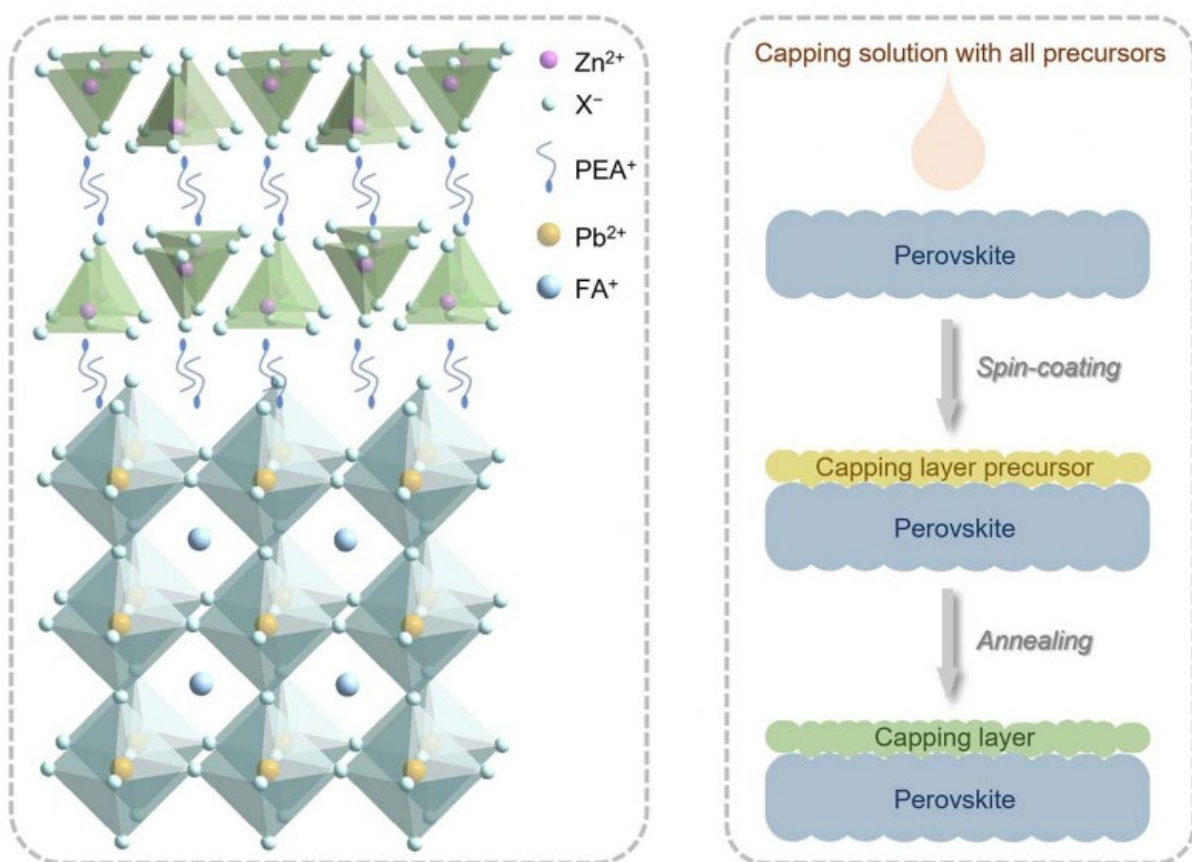 Zn²⁺
X⁻
PEA⁺
Pb²⁺
FA⁺
Capping solution with all precursors
Perovskite
Spin-coating
Capping layer precursor
Perovskite
Annealing
Capping layer
Perovskite